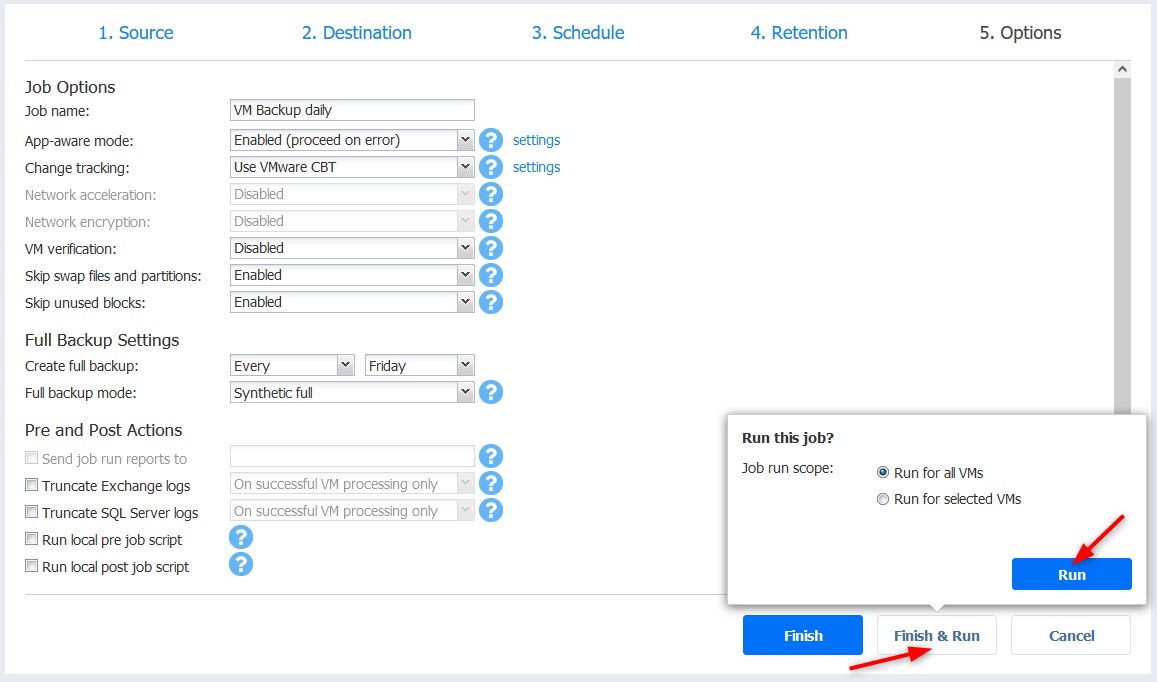 1. Source 2. Destination 3. Schedule 4. Retention 5. Options
Job Options
Job name: VM Backup daily
App-aware mode: Enabled (proceed on error) ? settings
Change tracking: Use VMware CBT ? settings
Network acceleration: Disabled ?
Network encryption: Disabled ?
VM verification: Disabled ?
Skip swap files and partitions: Enabled ?
Skip unused blocks: Enabled ?
Full Backup Settings
Create full backup: Every Friday
Full backup mode: Synthetic full ?
Pre and Post Actions
Send job run reports to ?
Truncate Exchange logs On successful VM processing only ?
Truncate SQL Server logs On successful VM processing only ?
Run local pre job script ?
Run local post job script ?
Run this job?
Job run scope: Run for all VMs
Run for selected VMs
Run
Finish Finish & Run Cancel